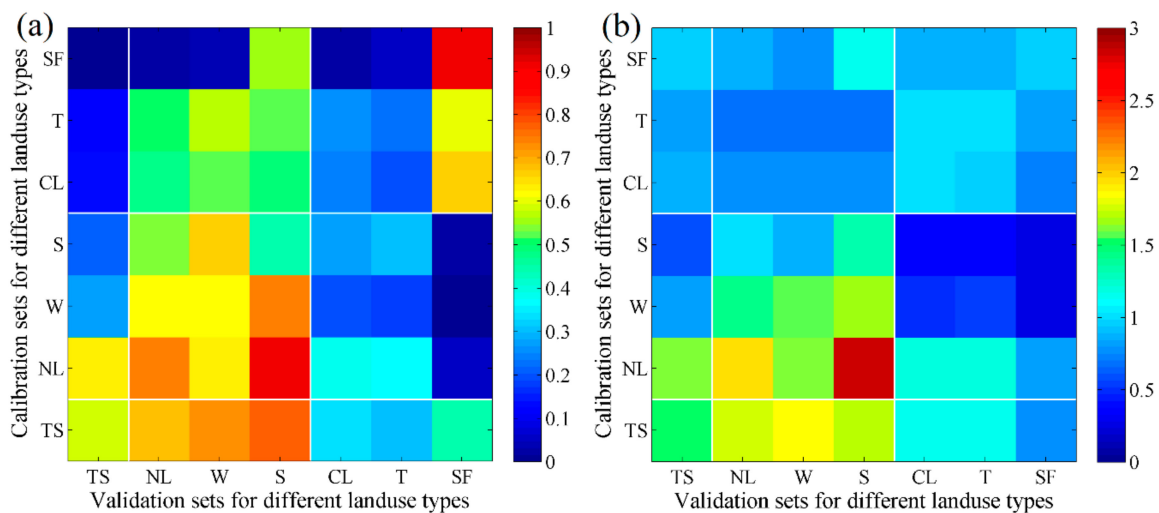 (a)
Calibration sets for different landuse types
SF
T
CL
S
W
NL
TS
TS NL W S CL T SF
Validation sets for different landuse types
1
0.9
0.8
0.7
0.6
0.5
0.4
0.3
0.2
0.1
0
(b)
Calibration sets for different landuse types
SF
T
CL
S
W
NL
TS
TS NL W S CL T SF
Validation sets for different landuse types
3
2.5
2
1.5
1
0.5
0